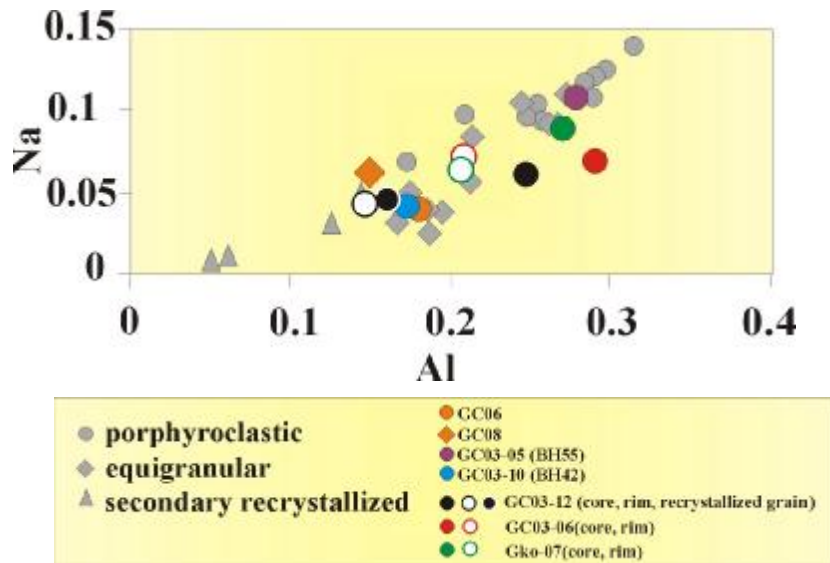 0.15
0.1
0.05
0
Na
0 0.1 0.2 0.3 0.4
Al
porphyroclastic
equigranular
secondary recrystallized
GC06
GC08
GC03-05 (BH55)
GC03-10 (BH42)
GC03-12 (core, rim, recrystallized grain)
GC03-06(core, rim)
Gko-07(core, rim)